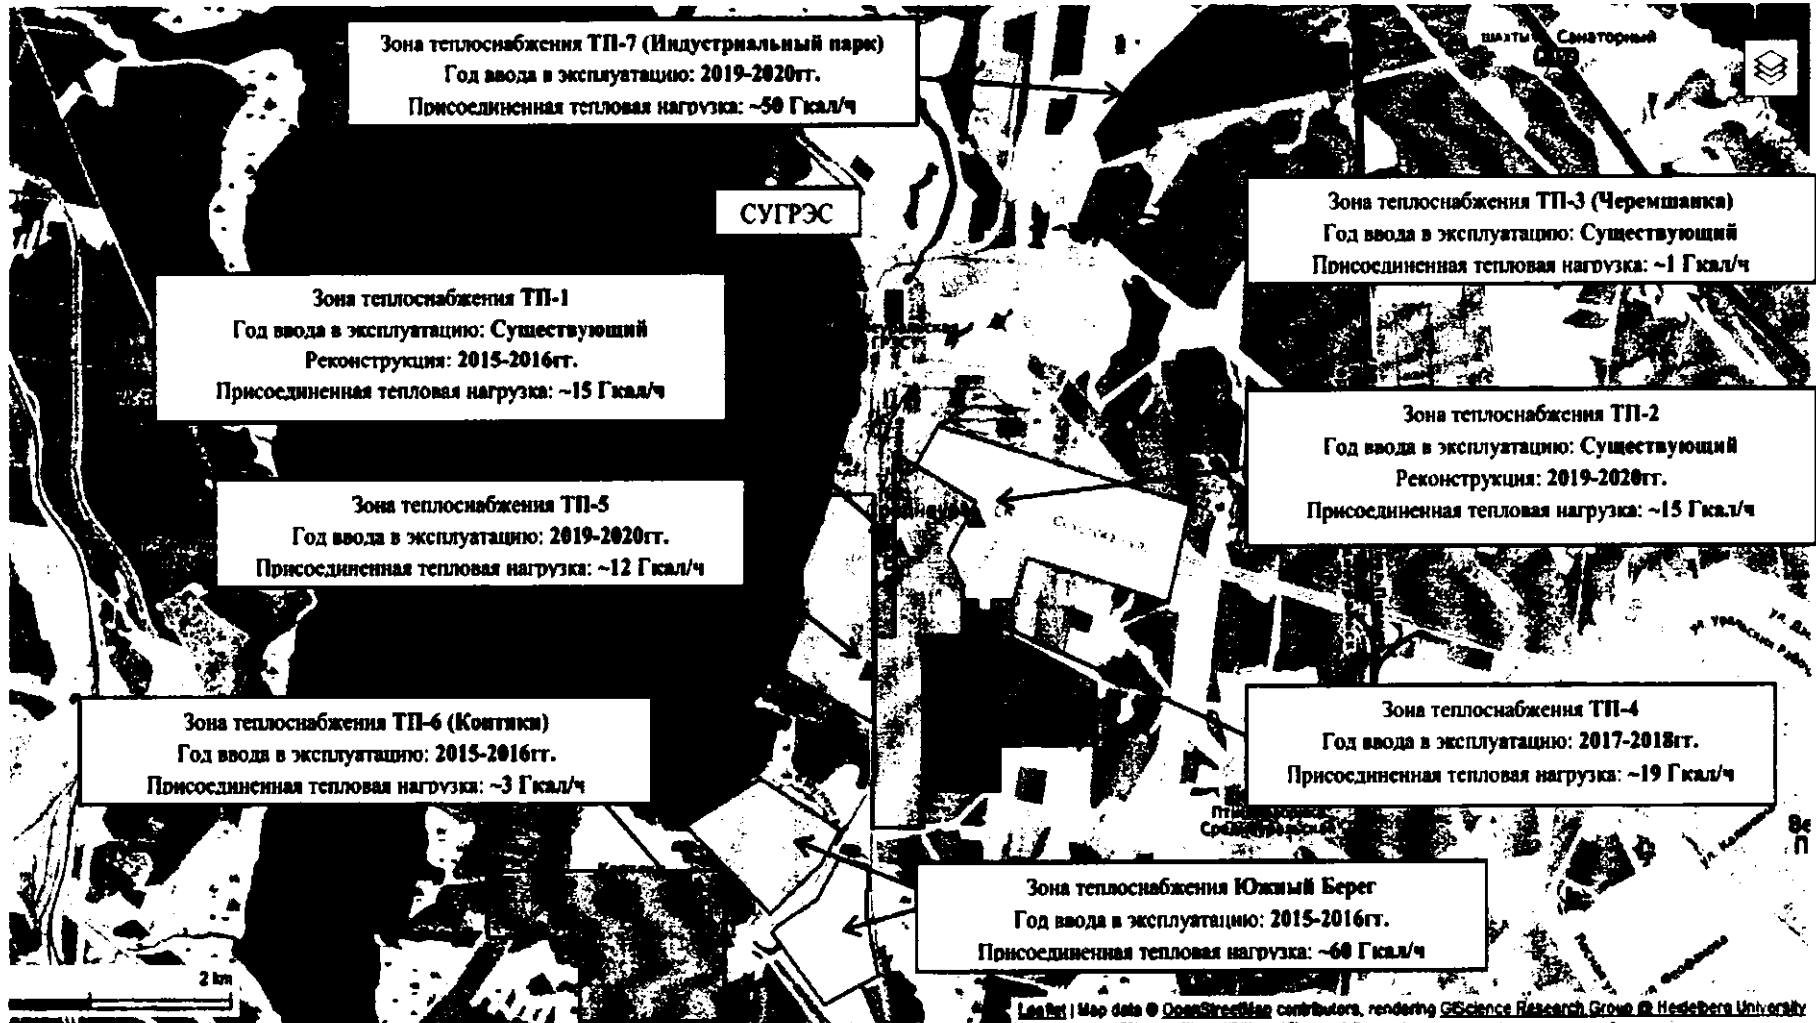 Зона теплоснабжения ТП-7 (Индустриальный парк)
Год ввода в эксплуатацию: 2019-2020гг.
Присоединенная тепловая нагрузка: ~50 Гкал/ч
шахты
Санаторный
СУГРЭС
Зона теплоснабжения ТП-3 (Черемшанка)
Год ввода в эксплуатацию: Существующий
Присоединенная тепловая нагрузка: ~1 Гкал/ч
Зона теплоснабжения ТП-1
Год ввода в эксплуатацию: Существующий
Реконструкция: 2015-2016гг.
Присоединенная тепловая нагрузка: ~15 Гкал/ч
Зона теплоснабжения ТП-2
Год ввода в эксплуатацию: Существующий
Реконструкция: 2019-2020гг.
Присоединенная тепловая нагрузка: ~15 Гкал/ч
Зона теплоснабжения ТП-5
Год ввода в эксплуатацию: 2019-2020гг.
Присоединенная тепловая нагрузка: ~12 Гкал/ч
Зона теплоснабжения ТП-6 (Контики)
Год ввода в эксплуатацию: 2015-2016гг.
Присоединенная тепловая нагрузка: ~3 Гкал/ч
Зона теплоснабжения ТП-4
Год ввода в эксплуатацию: 2017-2018гг.
Присоединенная тепловая нагрузка: ~19 Гкал/ч
Зона теплоснабжения Южный Берег
Год ввода в эксплуатацию: 2015-2016гг.
Присоединенная тепловая нагрузка: ~60 Гкал/ч
2 km
Leaflet | Map data © OpenStreetMap contributors, rendering GIScience Research Group @ Heidelberg University